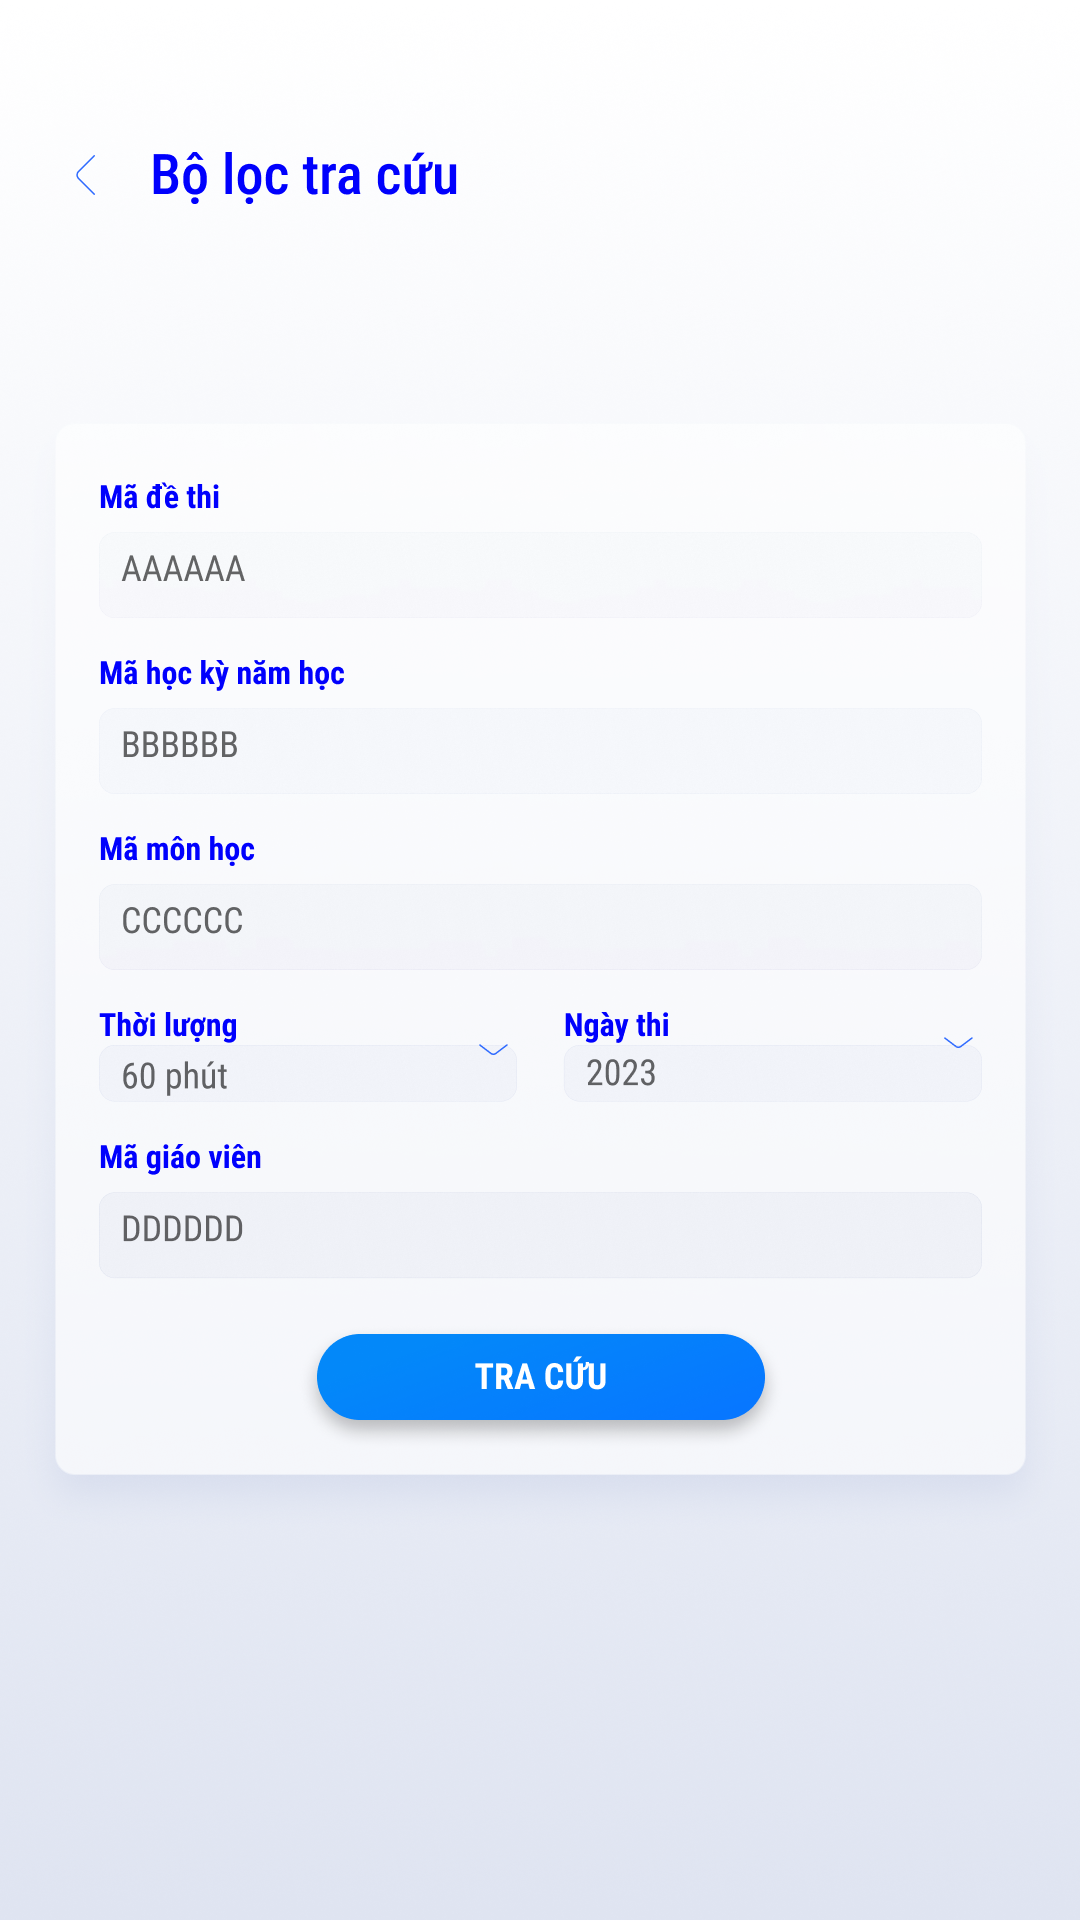 Bộ lọc tra cứu
Mã đề thi
AAAAAA
Mã học kỳ năm học
BBBBBB
Mã môn học
CCCCCC
Thời lượng
Ngày thi
60 phút
2023
Mã giáo viên
DDDDDD
TRA CỨU